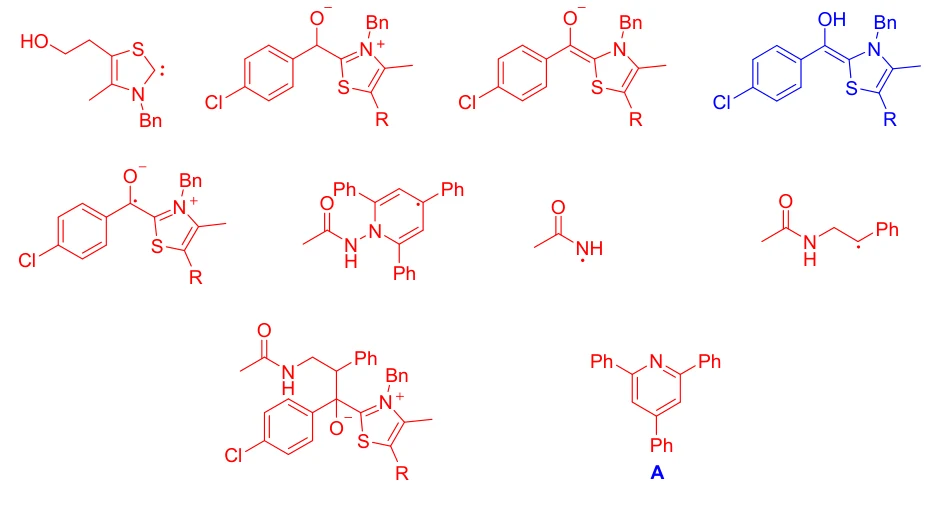 HO S N Bn :
O− Bn N + S Cl R
O− Bn N S Cl R
OH Bn N S Cl R
O− Bn N + S Cl R
O N H N Ph Ph Ph
O NH
O N H Ph
O N H Ph Bn N + O− S Cl R
Ph N Ph Ph
A